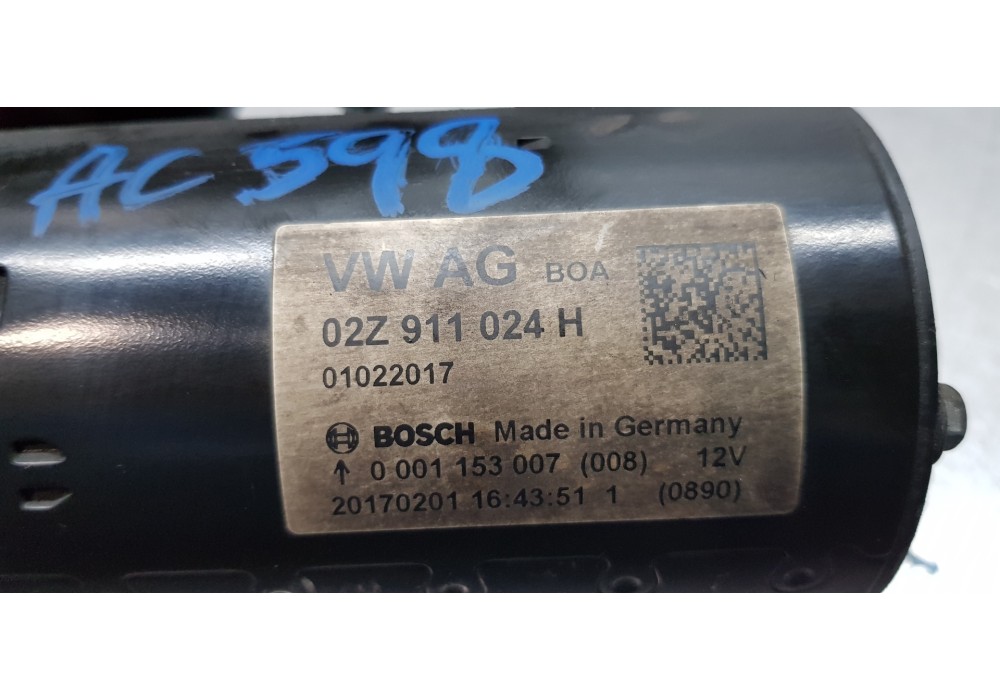 AC 598
VW AG BOA
02Z 911 024 H
01022017
BOSCH Made in Germany
↑ 0 001 153 007 (008) 12V
20170201 16:43:51 1 (0890)